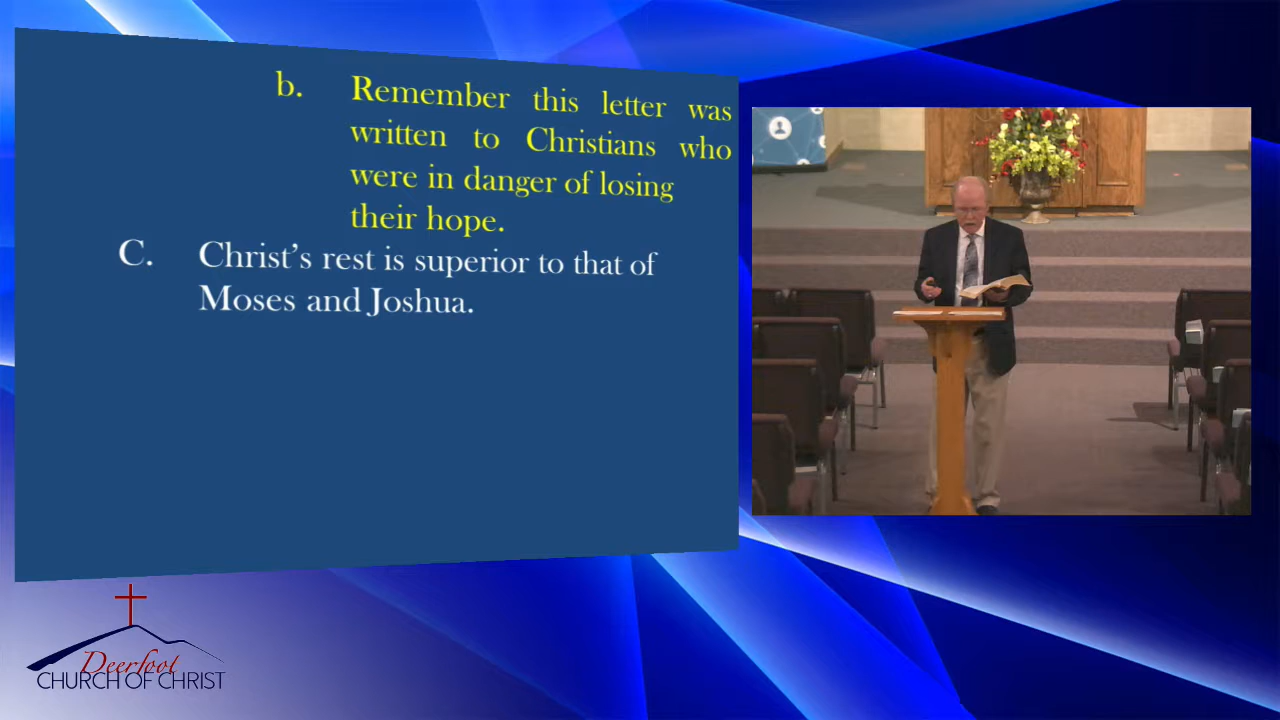 b. Remember this letter was
written to Christians who
were in danger of losing
their hope.
C. Christ's rest is superior to that of
Moses and Joshua.
Deerfoot
CHURCH OF CHRIST